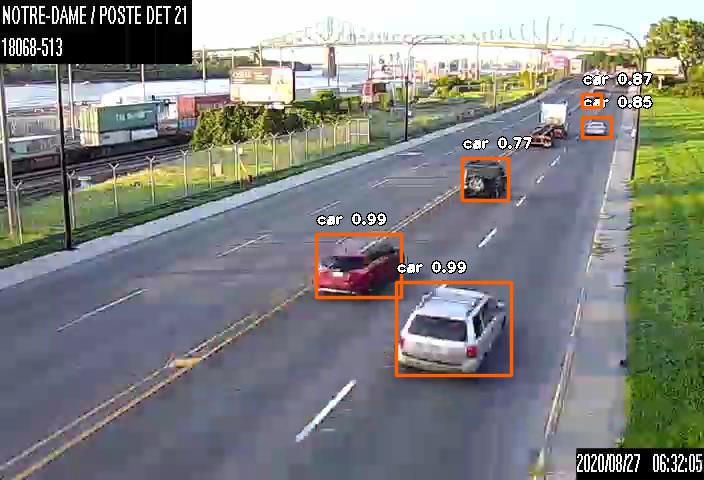 NOTRE-DAME / POSTE DET 21
18068-513
car 0.87
car 0.85
car 0.77
car 0.99
car 0.99
2020/08/27 06:32:05